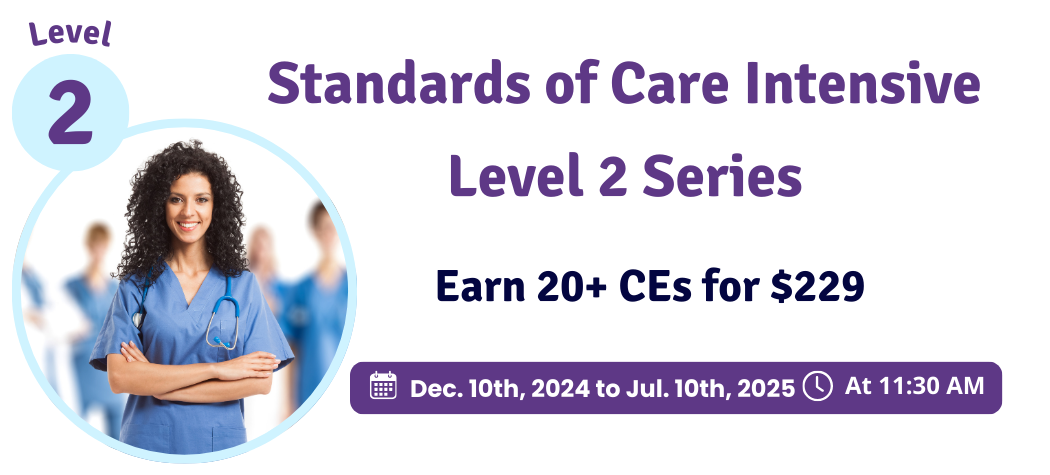 Level
2
Standards of Care Intensive
Level 2 Series
Earn 20+ CEs for $229
Dec. 10th, 2024 to Jul. 10th, 2025 At 11:30 AM